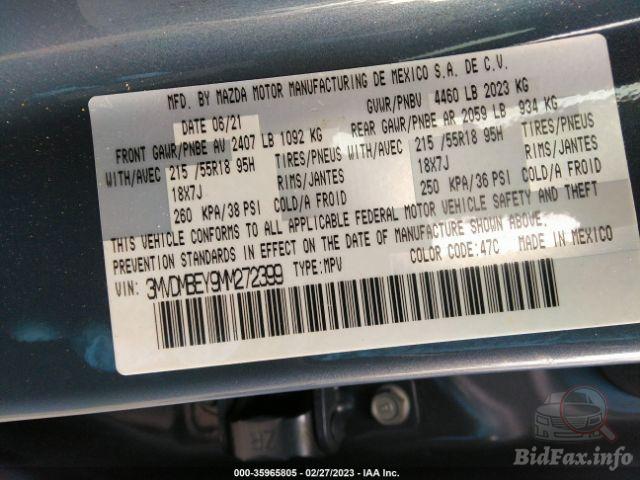 MFD. BY MAZDA MOTOR MANUFACTURING DE MEXICO S.A. DE C.V.
DATE 06/21 GVWR/PNBV 4460 LB 2023 KG
FRONT GAWR/PNBE AV 2407 LB 1092 KG REAR GAWR/PNBE AR 2059 LB 934 KG
WITH/AVEC 215 /55R18 95H TIRES/PNEUS WITH/AVEC 215 /55R18 95H TIRES/PNEUS
18X7J RIMS/JANTES 18X7J RIMS/JANTES
260 KPA/38 PSI COLD/A FROID 250 KPA/36 PSI COLD/A FROID
THIS VEHICLE CONFORMS TO ALL APPLICABLE FEDERAL MOTOR VEHICLE SAFETY AND THEFT
PREVENTION STANDARDS IN EFFECT ON THE DATE OF MANUFACTURE SHOWN ABOVE.
VIN: 3MVDMBEY9MM272399 TYPE:MPV COLOR CODE:47C MADE IN MEXICO
ZR
BidFax.info
000-35965805 - 02/27/2023 - IAA Inc.